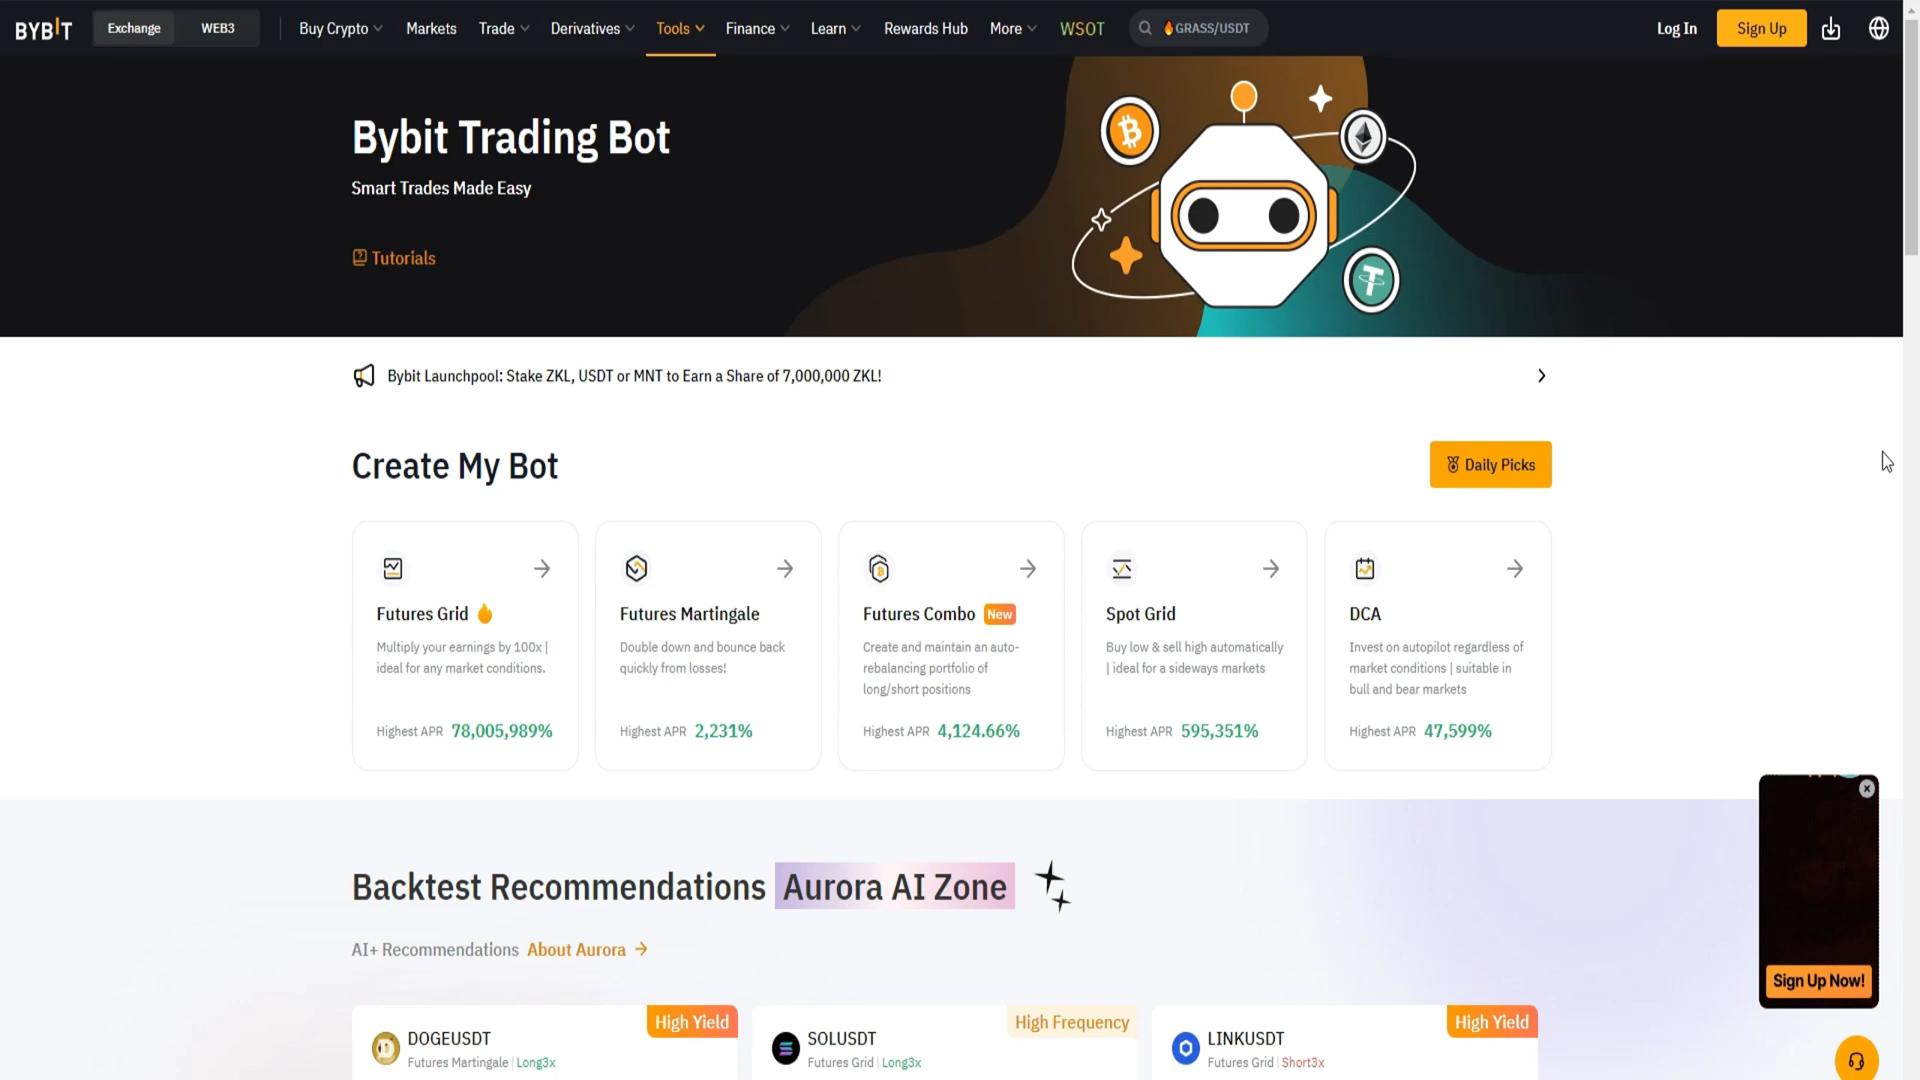 BYBIT Exchange WEB3 Buy Crypto Markets Trade Derivatives Tools Finance Learn Rewards Hub More WSOT GRASS/USDT Log In Sign Up
Bybit Trading Bot
Smart Trades Made Easy
Tutorials
Bybit Launchpool: Stake ZKL, USDT or MNT to Earn a Share of 7,000,000 ZKL!
Create My Bot
Daily Picks
Futures Grid
Multiply your earnings by 100x |
ideal for any market conditions.
Highest APR 78,005,989%
Futures Martingale
Double down and bounce back
quickly from losses!
Highest APR 2,231%
Futures Combo New
Create and maintain an auto-
rebalancing portfolio of
long/short positions
Highest APR 4,124.66%
Spot Grid
Buy low & sell high automatically
| ideal for a sideways markets
Highest APR 595,351%
DCA
Invest on autopilot regardless of
market conditions | suitable in
bull and bear markets
Highest APR 47,599%
Backtest Recommendations Aurora AI Zone
AI+ Recommendations About Aurora
Sign Up Now!
High Yield
DOGEUSDT
Futures Martingale | Long3x
High Frequency
SOLUSDT
Futures Grid | Long3x
High Yield
LINKUSDT
Futures Grid | Short3x